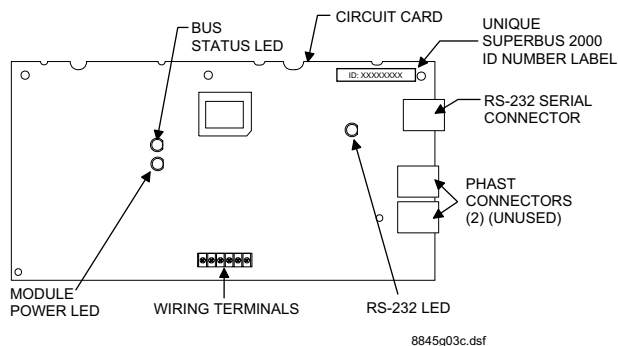 BUS
STATUS LED
CIRCUIT CARD
UNIQUE
SUPERBUS 2000
ID NUMBER LABEL
ID: XXXXXXXX
RS-232 SERIAL
CONNECTOR
PHAST
CONNECTORS
(2) (UNUSED)
MODULE
POWER LED
WIRING TERMINALS
RS-232 LED
8845g03c.dsf